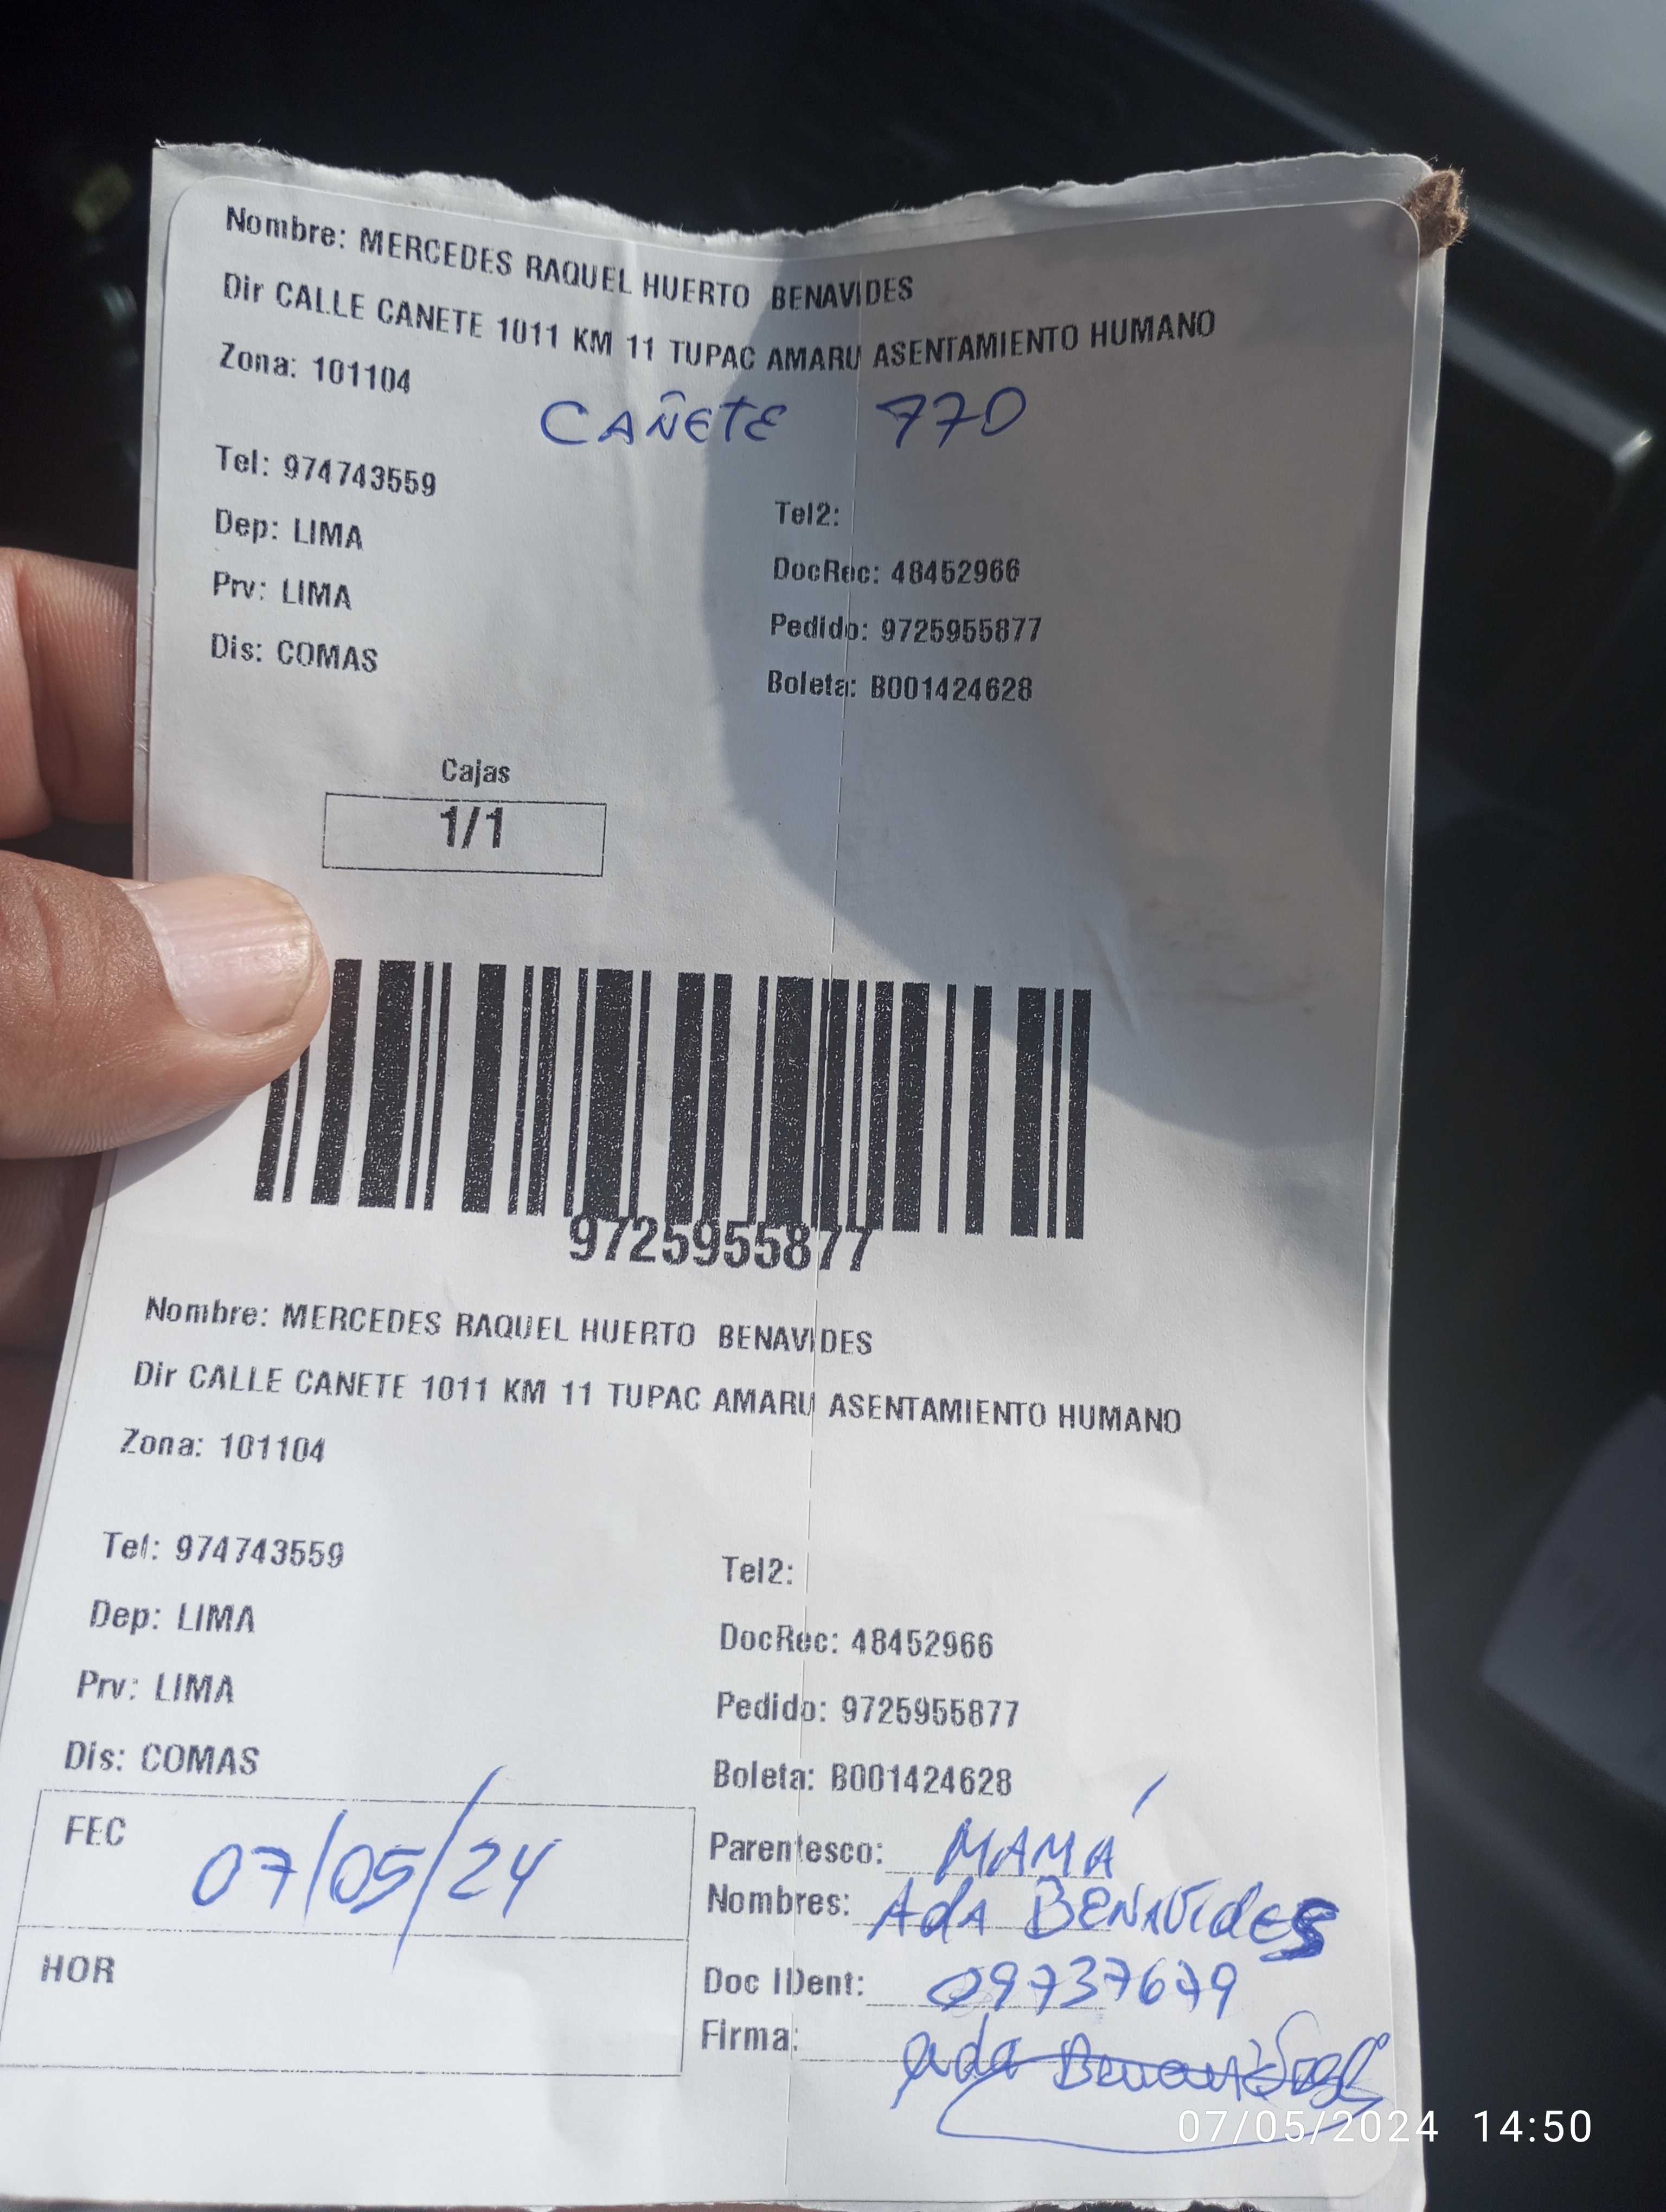 Nombre: MERCEDES RAQUEL HUERTO BENAVIDES
Dir CALLE CANETE 1011 KM 11 TUPAC AMARU ASENTAMIENTO HUMANO
Zona: 101104
CAÑETE 770
Tel: 974743559
Tel2:
Dep: LIMA
DocRec: 48452966
Prv: LIMA
Pedido: 9725955877
Dis: COMAS
Boleta: B001424628
Cajas
1/1
9725955877
Nombre: MERCEDES RAQUEL HUERTO BENAVIDES
Dir CALLE CANETE 1011 KM 11 TUPAC AMARU ASENTAMIENTO HUMANO
Zona: 101104
Tel: 974743559
Tel2:
Dep: LIMA
DocRec: 48452966
Prv: LIMA
Pedido: 9725955877
Dis: COMAS
Boleta: B001424628
FEC 07/05/24
Parentesco: MAMÁ
Nombres: AdA BENAVIdES
HOR
Doc IDent: 09737679
Firma: Ada Benavides
07/05/2024 14:50